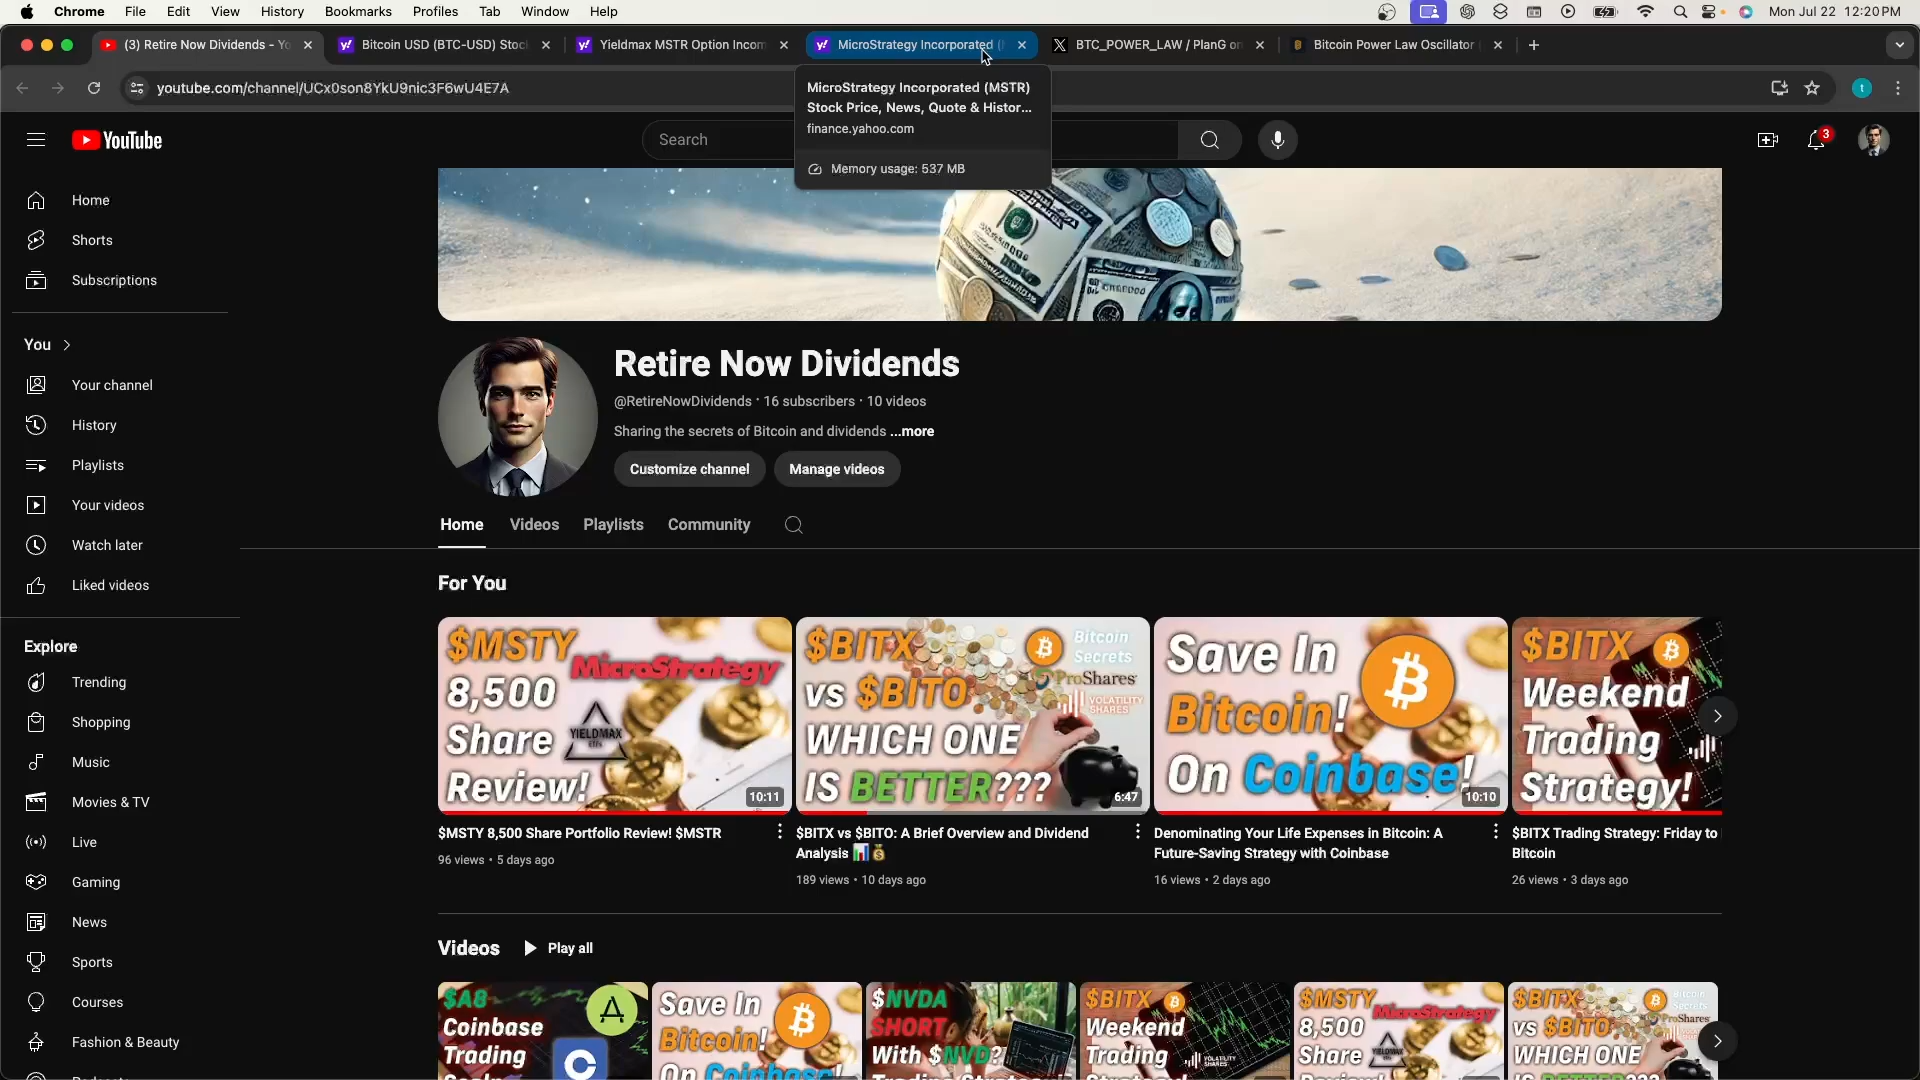 Chrome File Edit View History Bookmarks Profiles Tab Window Help Mon Jul 22 12:20 PM
(3) Retire Now Dividends - Yo
Bitcoin USD (BTC-USD) Stoc
Yieldmax MSTR Option Incom
MicroStrategy Incorporated (
BTC_POWER_LAW / PlanG on
Bitcoin Power Law Oscillator
youtube.com/channel/UCx0son8YkU9nic3F6wU4E7A
t
MicroStrategy Incorporated (MSTR)
Stock Price, News, Quote & Histor...
finance.yahoo.com
Memory usage: 537 MB
YouTube
Search
3
Home
Shorts
Subscriptions
You
Your channel
History
Playlists
Your videos
Watch later
Liked videos
Explore
Trending
Shopping
Music
Movies & TV
Live
Gaming
News
Sports
Courses
Fashion & Beauty
Retire Now Dividends
@RetireNowDividends · 16 subscribers · 10 videos
Sharing the secrets of Bitcoin and dividends ...more
Customize channel
Manage videos
Home Videos Playlists Community
For You
$MSTY
MicroStrategy
8,500
Share
YIELDMAX
ETFs
Review!
10:11
$MSTY 8,500 Share Portfolio Review! $MSTR
96 views • 5 days ago
$BITX
Bitcoin
Secrets
vs $BITO
ProShares
VOLATILITY
SHARES
WHICH ONE
IS BETTER???
6:47
$BITX vs $BITO: A Brief Overview and Dividend
Analysis
189 views • 10 days ago
Save In
Bitcoin!
On Coinbase!
10:10
Denominating Your Life Expenses in Bitcoin: A
Future-Saving Strategy with Coinbase
16 views • 2 days ago
$BITX
Weekend
Trading
Strategy!
$BITX Trading Strategy: Friday to
Bitcoin
26 views • 3 days ago
Videos
Play all
$A8
Coinbase
Trading
Save In
Bitcoin!
On Coinbase!
$NVDA
SHORT
With $NVD?
$BITX
Weekend
Trading
$MSTY
MicroStrategy
8,500
Share
$BITX
Bitcoin
Secrets
vs $BITO
ProShares
WHICH ONE